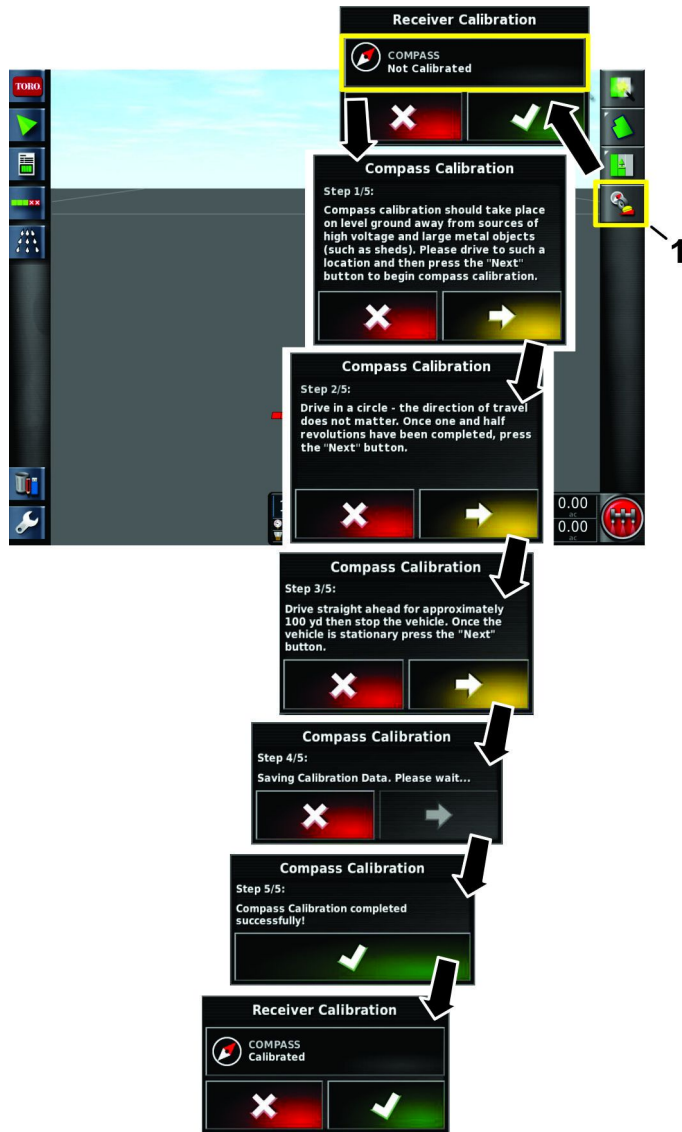 Receiver Calibration
COMPASS
Not Calibrated
TORO
Compass Calibration
Step 1/5:
Compass calibration should take place
on level ground away from sources of
high voltage and large metal objects
(such as sheds). Please drive to such a
location and then press the "Next"
button to begin compass calibration.
1
Compass Calibration
Step 2/5:
Drive in a circle - the direction of travel
does not matter. Once one and half
revolutions have been completed, press
the "Next" button.
0.00
ac
0.00
ac
Compass Calibration
Step 3/5:
Drive straight ahead for approximately
100 yd then stop the vehicle. Once the
vehicle is stationary press the "Next"
button.
Compass Calibration
Step 4/5:
Saving Calibration Data. Please wait...
Compass Calibration
Step 5/5:
Compass Calibration completed
successfully!
Receiver Calibration
COMPASS
Calibrated